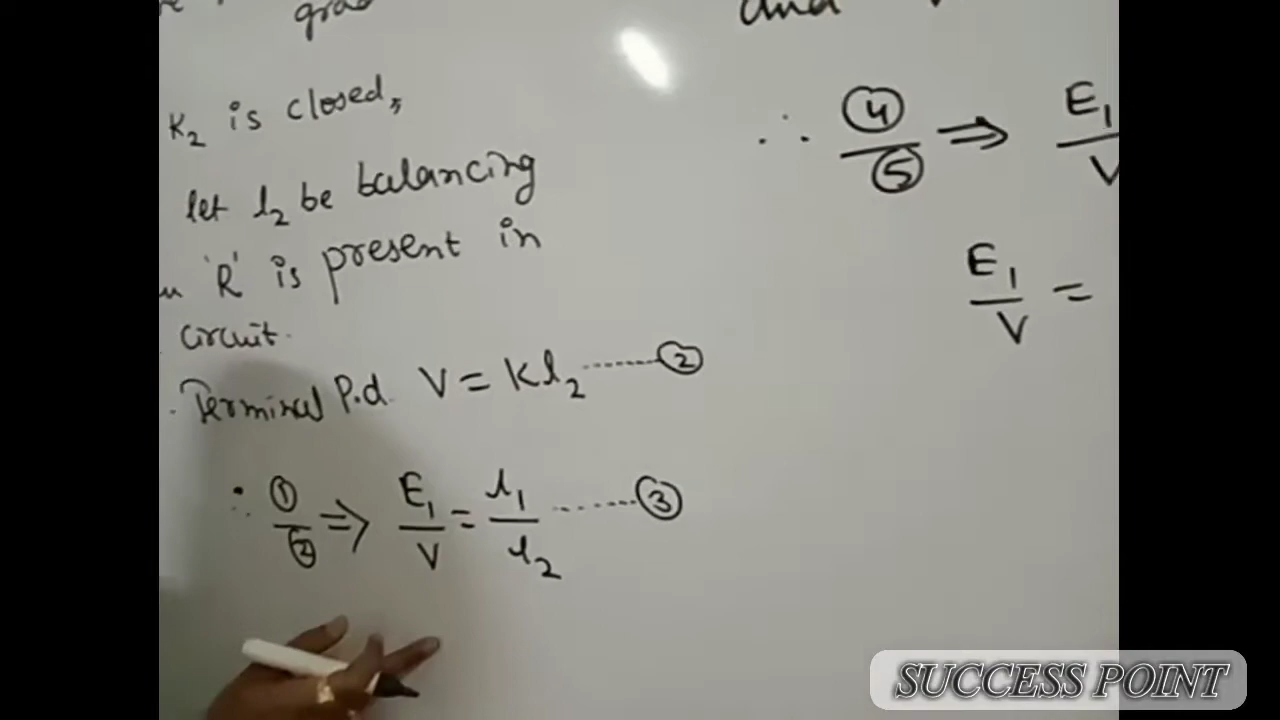 K₂ is closed,
let l₂ be balancing
'R' is present in
circuit.
Terminal P.d. V = Kl₂ ........ ②
∴ ①/② ⇒ E₁/V = l₁/l₂ ........ ③
and
∴ ④/⑤ ⇒ E₁/V
E₁/V =
SUCCESS POINT